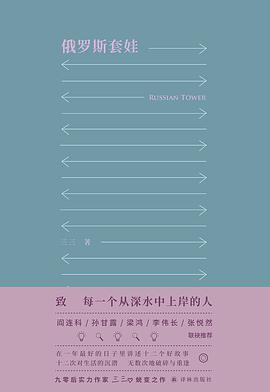 俄罗斯套娃
RUSSIAN TOWER
三三 著
致 每一个从深水中上岸的人
阎连科 / 孙甘露 / 梁鸿 / 李伟长 / 张悦然
联袂推荐
在一年最好的日子里讲述十二个好故事
十二次对生活的沉潜 无数次地破碎与重逢
九零后实力作家 三三 蜕变之作 译林出版社